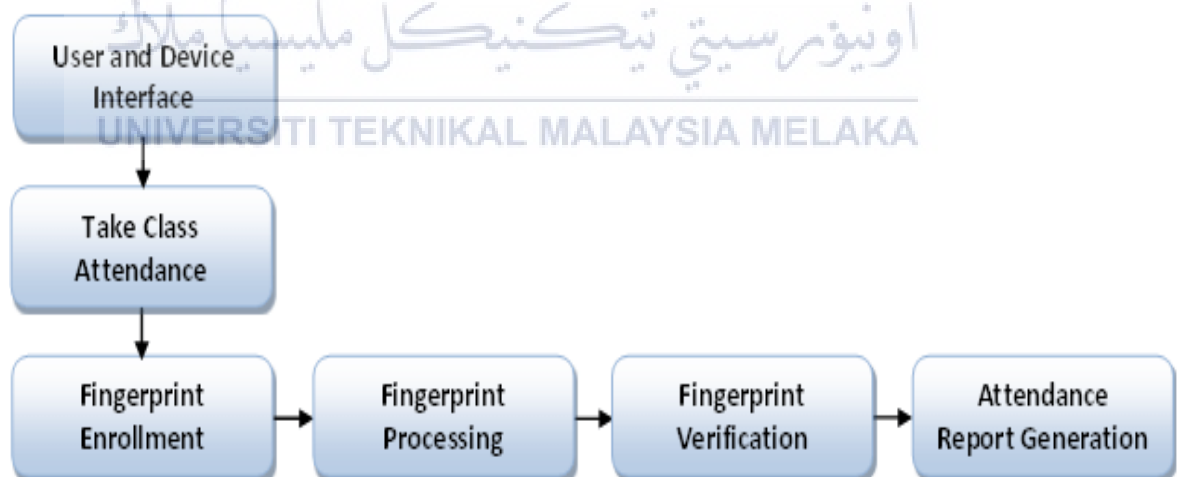 اونيۏرسيتي تيكنيكل مليسيا ملاك
UNIVERSITI TEKNIKAL MALAYSIA MELAKA
User and Device
Interface
Take Class
Attendance
Fingerprint
Enrollment
Fingerprint
Processing
Fingerprint
Verification
Attendance
Report Generation